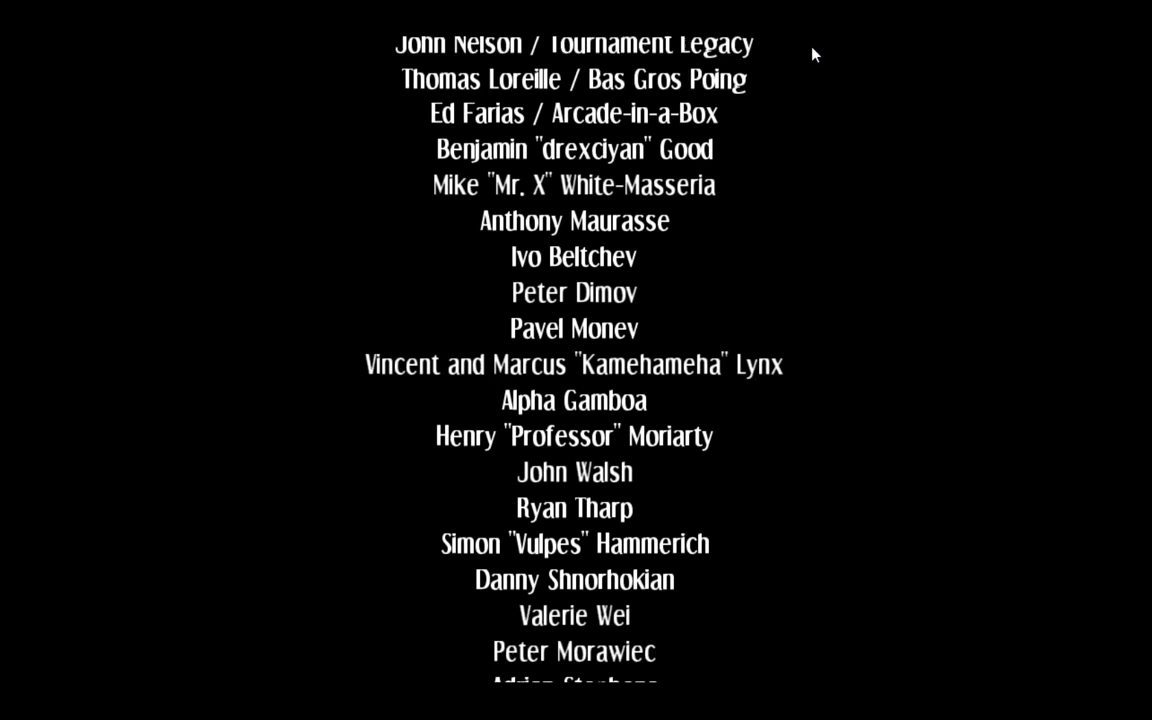 John Nelson / Tournament Legacy
Thomas Loreille / Bas Gros Poing
Ed Farias / Arcade-in-a-Box
Benjamin "drexciyan" Good
Mike "Mr. X" White-Masseria
Anthony Maurasse
Ivo Beltchev
Peter Dimov
Pavel Monev
Vincent and Marcus "Kamehameha" Lynx
Alpha Gamboa
Henry "Professor" Moriarty
John Walsh
Ryan Tharp
Simon "Vulpes" Hammerich
Danny Shnorhokian
Valerie Wei
Peter Morawiec